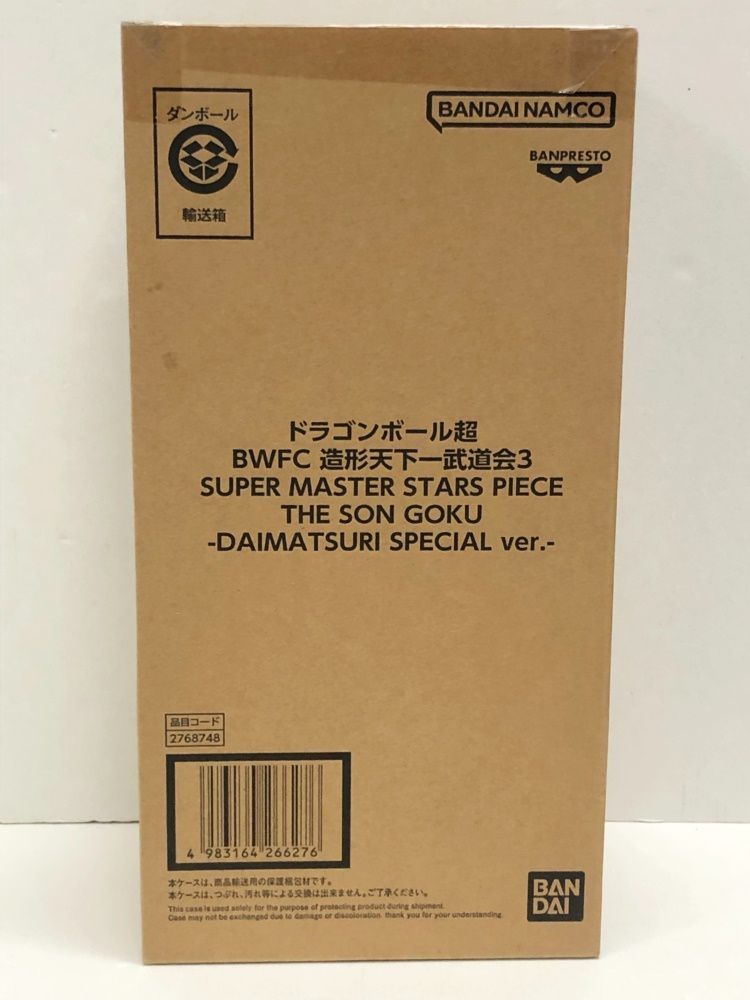 ダンボール
輸送箱
BANDAI NAMCO
BANPRESTO
ドラゴンボール超
BWFC 造形天下一武道会3
SUPER MASTER STARS PIECE
THE SON GOKU
-DAIMATSURI SPECIAL ver.-
品目コード
2768748
4 983164 266276
本ケースは、商品輸送用の保護梱包材です。
本ケースは、つぶれ、汚れ等による交換は出来ません。ご了承ください。
This case is used solely for the purpose of protecting product during shipment.
Case may not be exchanged due to damage or discoloration. thank you for your understanding.
BAN
DAI